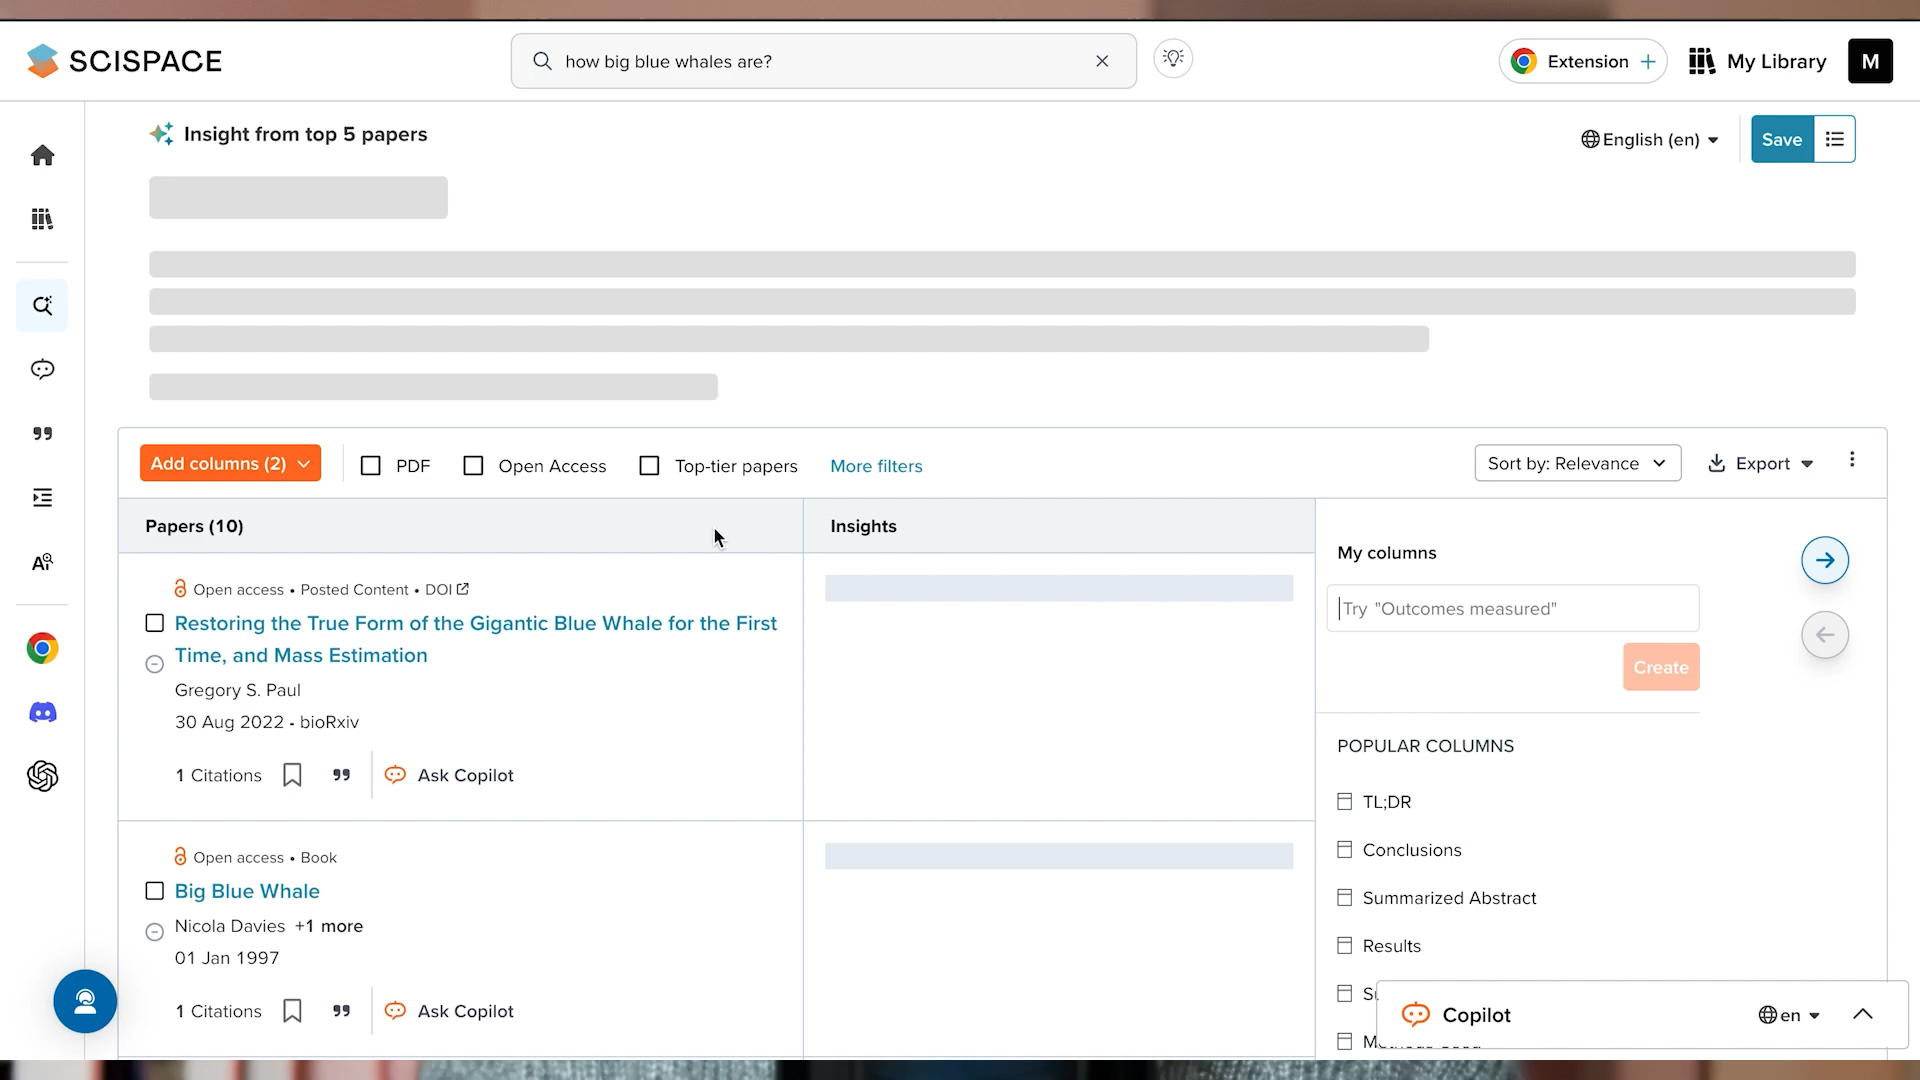 SCISPACE
how big blue whales are?
Extension
My Library
M
Insight from top 5 papers
English (en)
Save
Add columns (2)
PDF
Open Access
Top-tier papers
More filters
Sort by: Relevance
Export
Papers (10)
Insights
My columns
Open access • Posted Content • DOI
Restoring the True Form of the Gigantic Blue Whale for the First
Time, and Mass Estimation
Gregory S. Paul
30 Aug 2022 - bioRxiv
1 Citations
Ask Copilot
Try "Outcomes measured"
Create
POPULAR COLUMNS
TL;DR
Conclusions
Summarized Abstract
Results
Open access • Book
Big Blue Whale
Nicola Davies +1 more
01 Jan 1997
1 Citations
Ask Copilot
Copilot
en